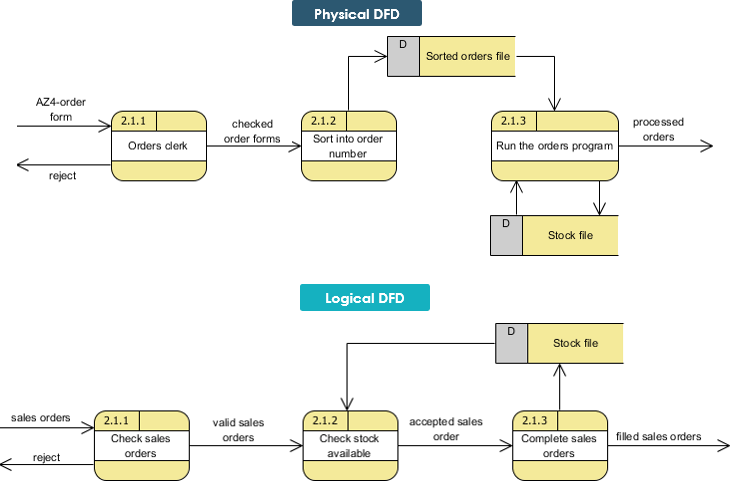 Physical DFD
D
Sorted orders file
AZ4-order
form
reject
2.1.1
Orders clerk
checked
order forms
2.1.2
Sort into order
number
2.1.3
Run the orders program
processed
orders
D
Stock file
Logical DFD
D
Stock file
sales orders
reject
2.1.1
Check sales
orders
valid sales
orders
2.1.2
Check stock
available
accepted sales
order
2.1.3
Complete sales
orders
filled sales orders